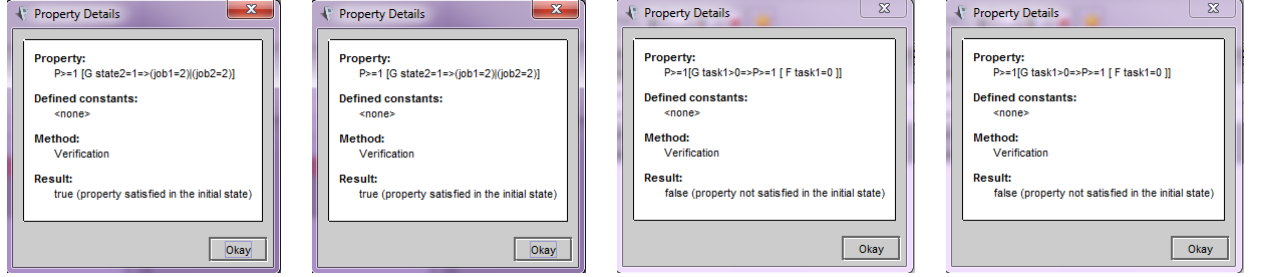 Property Details
Property:
P>=1 [G state2=1=>(job1=2)|(job2=2)]
Defined constants:
<none>
Method:
Verification
Result:
true (property satisfied in the initial state)
Okay
Property Details
Property:
P>=1 [G state2=1=>(job1=2)|(job2=2)]
Defined constants:
<none>
Method:
Verification
Result:
true (property satisfied in the initial state)
Okay
Property Details
Property:
P>=1[G task1>0=>P>=1 [ F task1=0 ]]
Defined constants:
<none>
Method:
Verification
Result:
false (property not satisfied in the initial state)
Okay
Property Details
Property:
P>=1[G task1>0=>P>=1 [ F task1=0 ]]
Defined constants:
<none>
Method:
Verification
Result:
false (property not satisfied in the initial state)
Okay